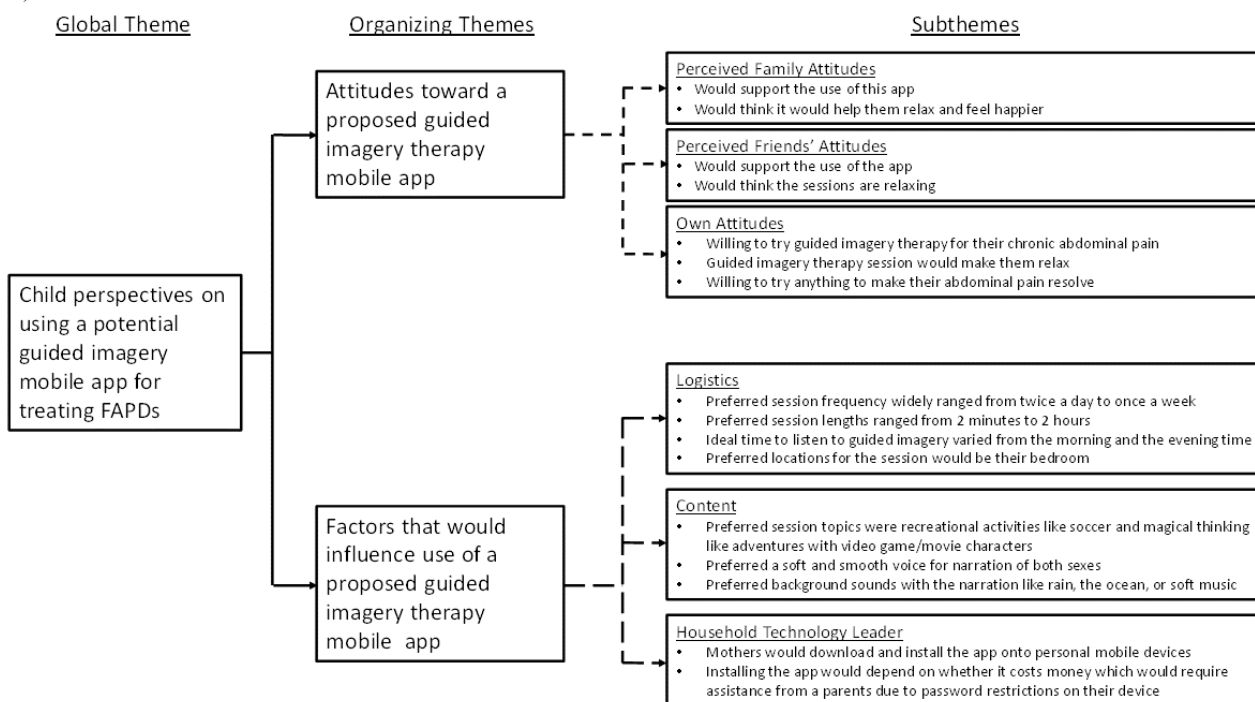 Global Theme
Organizing Themes
Subthemes
Child perspectives on
using a potential
guided imagery
mobile app for
treating FAPDs
Attitudes toward a
proposed guided
imagery therapy
mobile app
Perceived Family Attitudes
• Would support the use of this app
• Would think it would help them relax and feel happier
Perceived Friends' Attitudes
• Would support the use of the app
• Would think the sessions are relaxing
Own Attitudes
• Willing to try guided imagery therapy for their chronic abdominal pain
• Guided imagery therapy session would make them relax
• Willing to try anything to make their abdominal pain resolve
Factors that would
influence use of a
proposed guided
imagery therapy
mobile app
Logistics
• Preferred session frequency widely ranged from twice a day to once a week
• Preferred session lengths ranged from 2 minutes to 2 hours
• Ideal time to listen to guided imagery varied from the morning and the evening time
• Preferred locations for the session would be their bedroom
Content
• Preferred session topics were recreational activities like soccer and magical thinking
like adventures with video game/movie characters
• Preferred a soft and smooth voice for narration of both sexes
• Preferred background sounds with the narration like rain, the ocean, or soft music
Household Technology Leader
• Mothers would download and install the app onto personal mobile devices
• Installing the app would depend on whether it costs money which would require
assistance from a parents due to password restrictions on their device